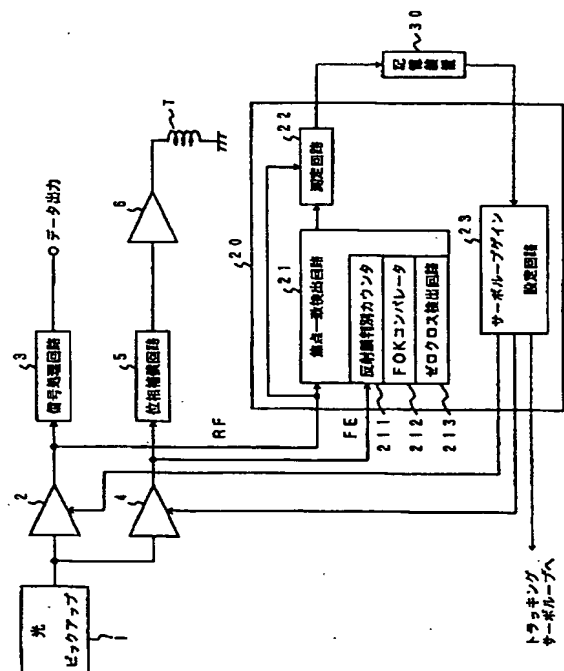 光
ピックアップ
1
2
4
3
信号処理回路
データ出力
5
位相補償回路
6
7
RF
FE
20
21
焦点一致検出回路
反射膜判別カウンタ
FOKコンパレータ
ゼロクロス検出回路
211
212
213
22
測定回路
30
記憶装置
23
サーボループゲイン
設定回路
トラッキング
サーボループへ